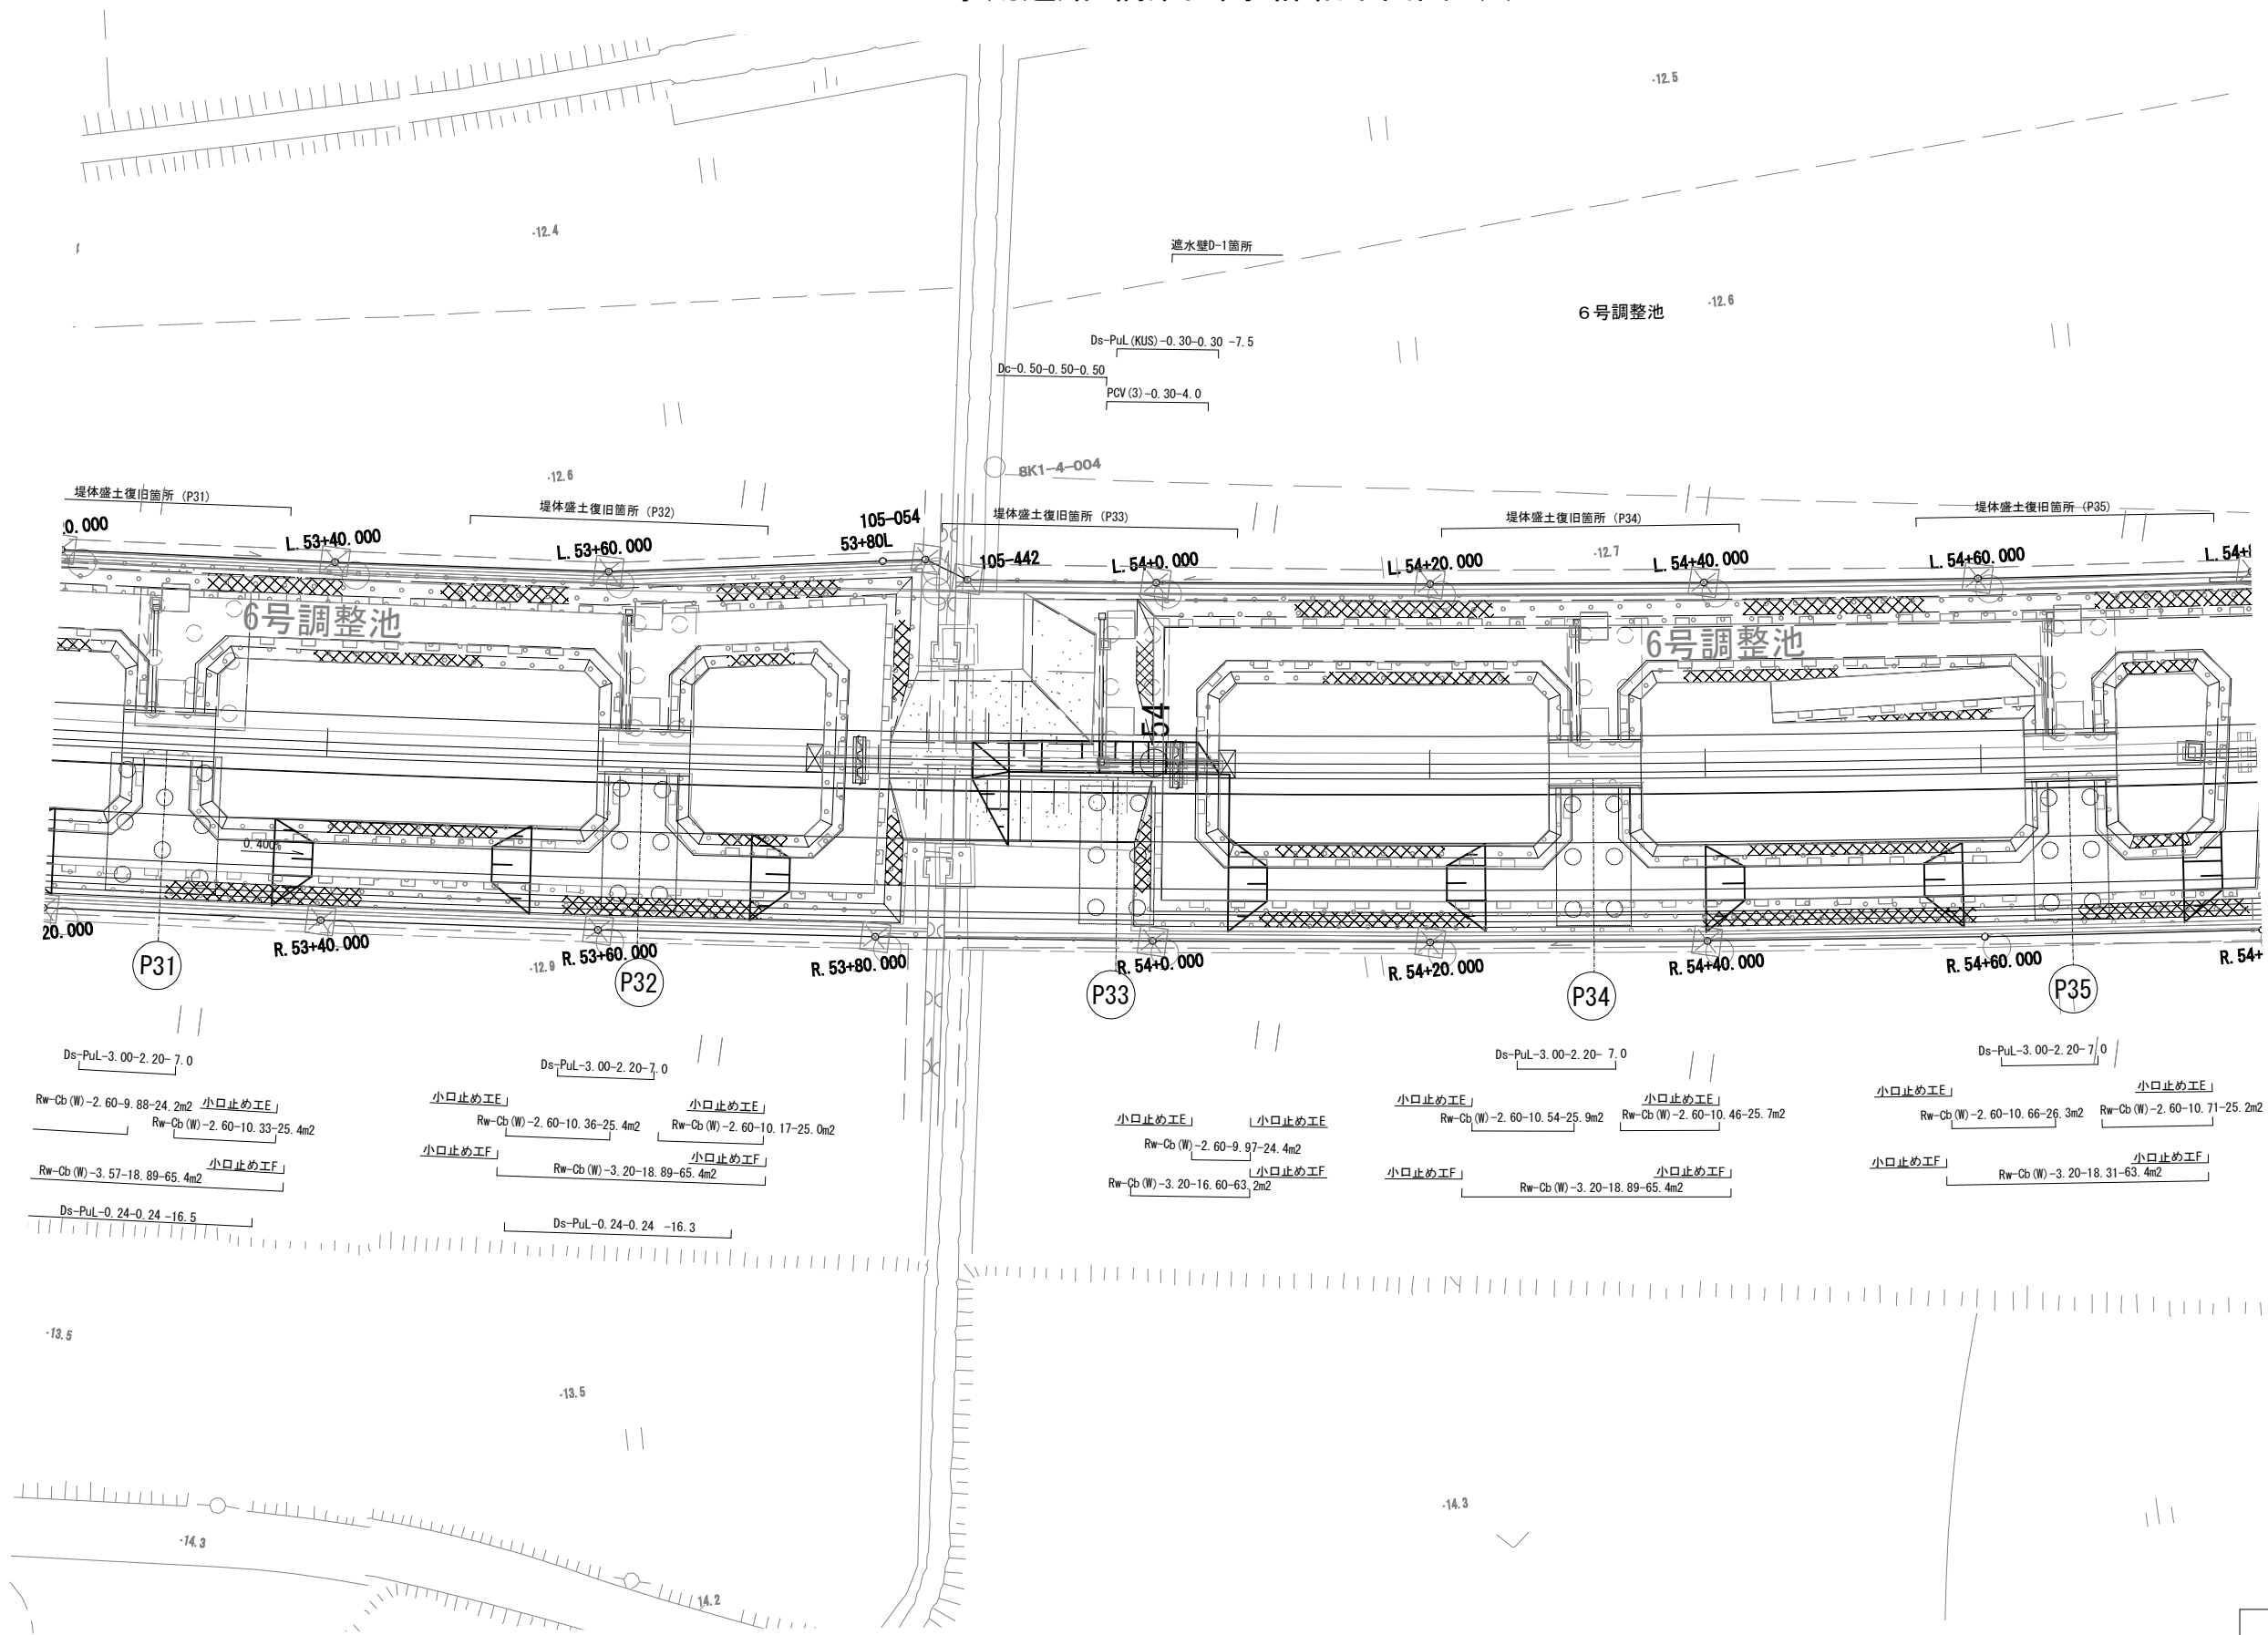 -12.5
-12.4
遮水壁D-1箇所
6号調整池
-12.6
Ds-PuL(KUS)-0.30-0.30 -7.5
Dc-0.50-0.50-0.50
PCV(3)-0.30-4.0
8K1-4-004
-12.6
堤体盛土復旧箇所 (P31)
堤体盛土復旧箇所 (P32)
堤体盛土復旧箇所 (P33)
堤体盛土復旧箇所 (P34)
堤体盛土復旧箇所 (P35)
0.000
L.53+40.000
L.53+60.000
105-054
53+80L
105-442
L.54+0.000
L.54+20.000
-12.7
L.54+40.000
L.54+60.000
6号調整池
6号調整池
54
0.400%
20.000
R.53+40.000
-12.9
R.53+60.000
R.53+80.000
R.54+0.000
R.54+20.000
R.54+40.000
R.54+60.000
R.54+
P31
P32
P33
P34
P35
Ds-PuL-3.00-2.20-7.0
Ds-PuL-3.00-2.20-7.0
Ds-PuL-3.00-2.20-7.0
Ds-PuL-3.00-2.20-7.0
Rw-Cb(W)-2.60-9.88-24.2m2
小口止め工E
Rw-Cb(W)-2.60-10.33-25.4m2
小口止め工E
Rw-Cb(W)-2.60-10.36-25.4m2
小口止め工E
Rw-Cb(W)-2.60-10.17-25.0m2
小口止め工E
小口止め工E
Rw-Cb(W)-2.60-9.97-24.4m2
小口止め工E
Rw-Cb(W)-2.60-10.54-25.9m2
小口止め工E
Rw-Cb(W)-2.60-10.46-25.7m2
小口止め工E
Rw-Cb(W)-2.60-10.66-26.3m2
小口止め工E
Rw-Cb(W)-2.60-10.71-25.2m2
小口止め工F
Rw-Cb(W)-3.57-18.89-65.4m2
小口止め工F
小口止め工F
Rw-Cb(W)-3.20-18.89-65.4m2
小口止め工F
Rw-Cb(W)-3.20-16.60-63.2m2
小口止め工F
小口止め工F
Rw-Cb(W)-3.20-18.89-65.4m2
小口止め工F
小口止め工F
Rw-Cb(W)-3.20-18.31-63.4m2
Ds-PuL-0.24-0.24 -16.5
Ds-PuL-0.24-0.24 -16.3
-13.5
-13.5
-14.3
-14.3
14.2